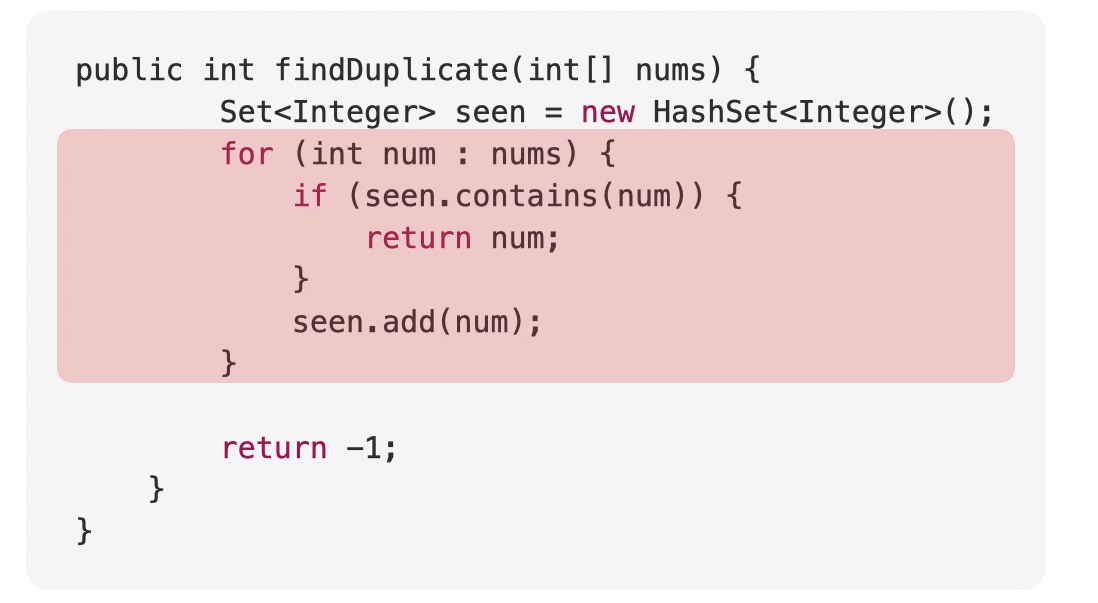 public int findDuplicate(int[] nums) {
        Set<Integer> seen = new HashSet<Integer>();
        for (int num : nums) {
            if (seen.contains(num)) {
                return num;
            }
            seen.add(num);
        }

        return -1;
    }
}